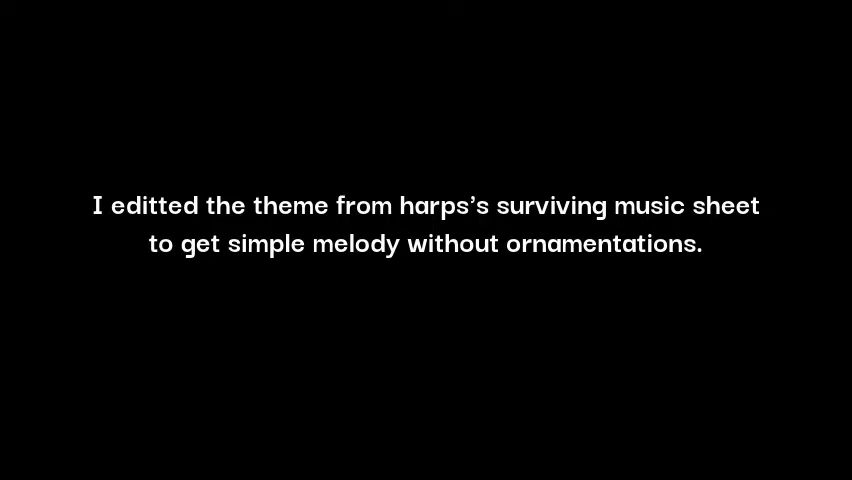 I editted the theme from harps's surviving music sheet
to get simple melody without ornamentations.